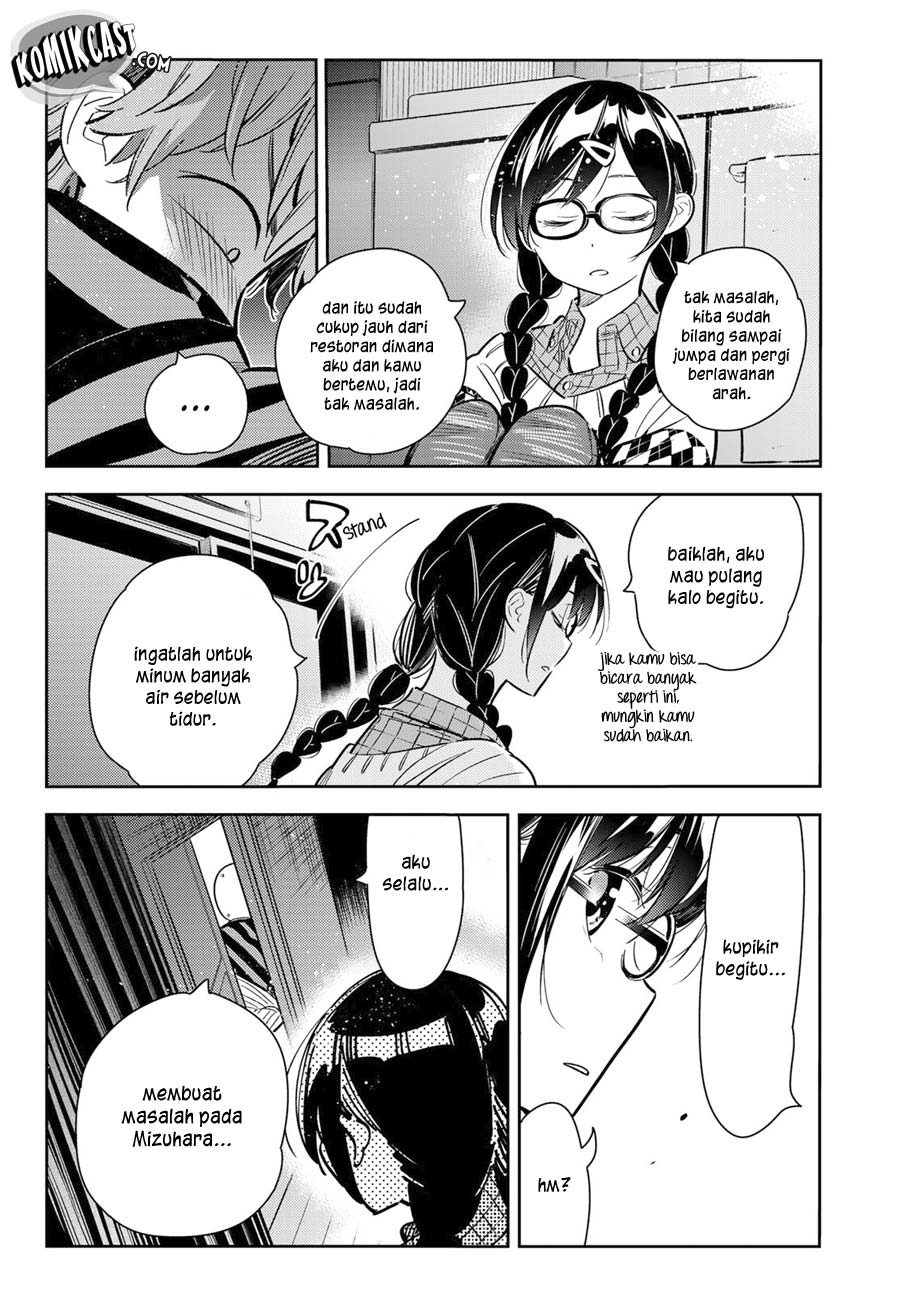 KOMIKCAST
.COM
tak masalah,
kita sudah
bilang sampai
jumpa dan pergi
berlawanan
arah.
dan itu sudah
cukup jauh dari
restoran dimana
aku dan kamu
bertemu, jadi
tak masalah.
...
baiklah, aku
mau pulang
kalo begitu.
jika kamu bisa
bicara banyak
seperti ini,
mungkin kamu
sudah baikan.
スッ
stand
ingatlah untuk
minum banyak
air sebelum
tidur.
kupikir
begitu...
hm?
aku
selalu...
membuat
masalah pada
Mizuhara...